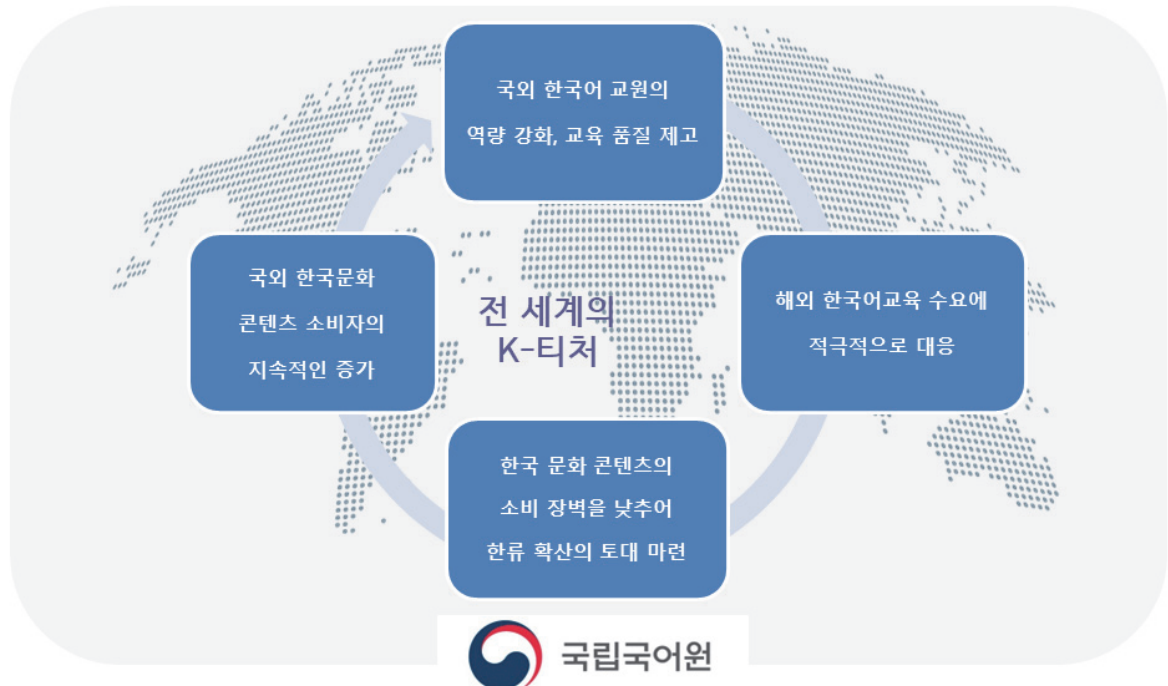 국외 한국어 교원의
역량 강화, 교육 품질 제고
해외 한국어교육 수요에
적극적으로 대응
한국 문화 콘텐츠의
소비 장벽을 낮추어
한류 확산의 토대 마련
국외 한국문화
콘텐츠 소비자의
지속적인 증가
전 세계의
K-티처
국립국어원